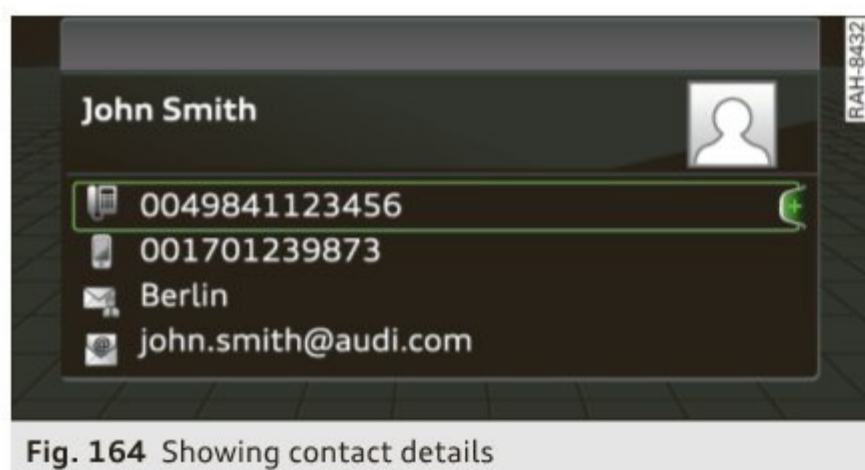 RAH-8432
John Smith
0049841123456
001701239873
Berlin
john.smith@audi.com
Fig. 164 Showing contact details